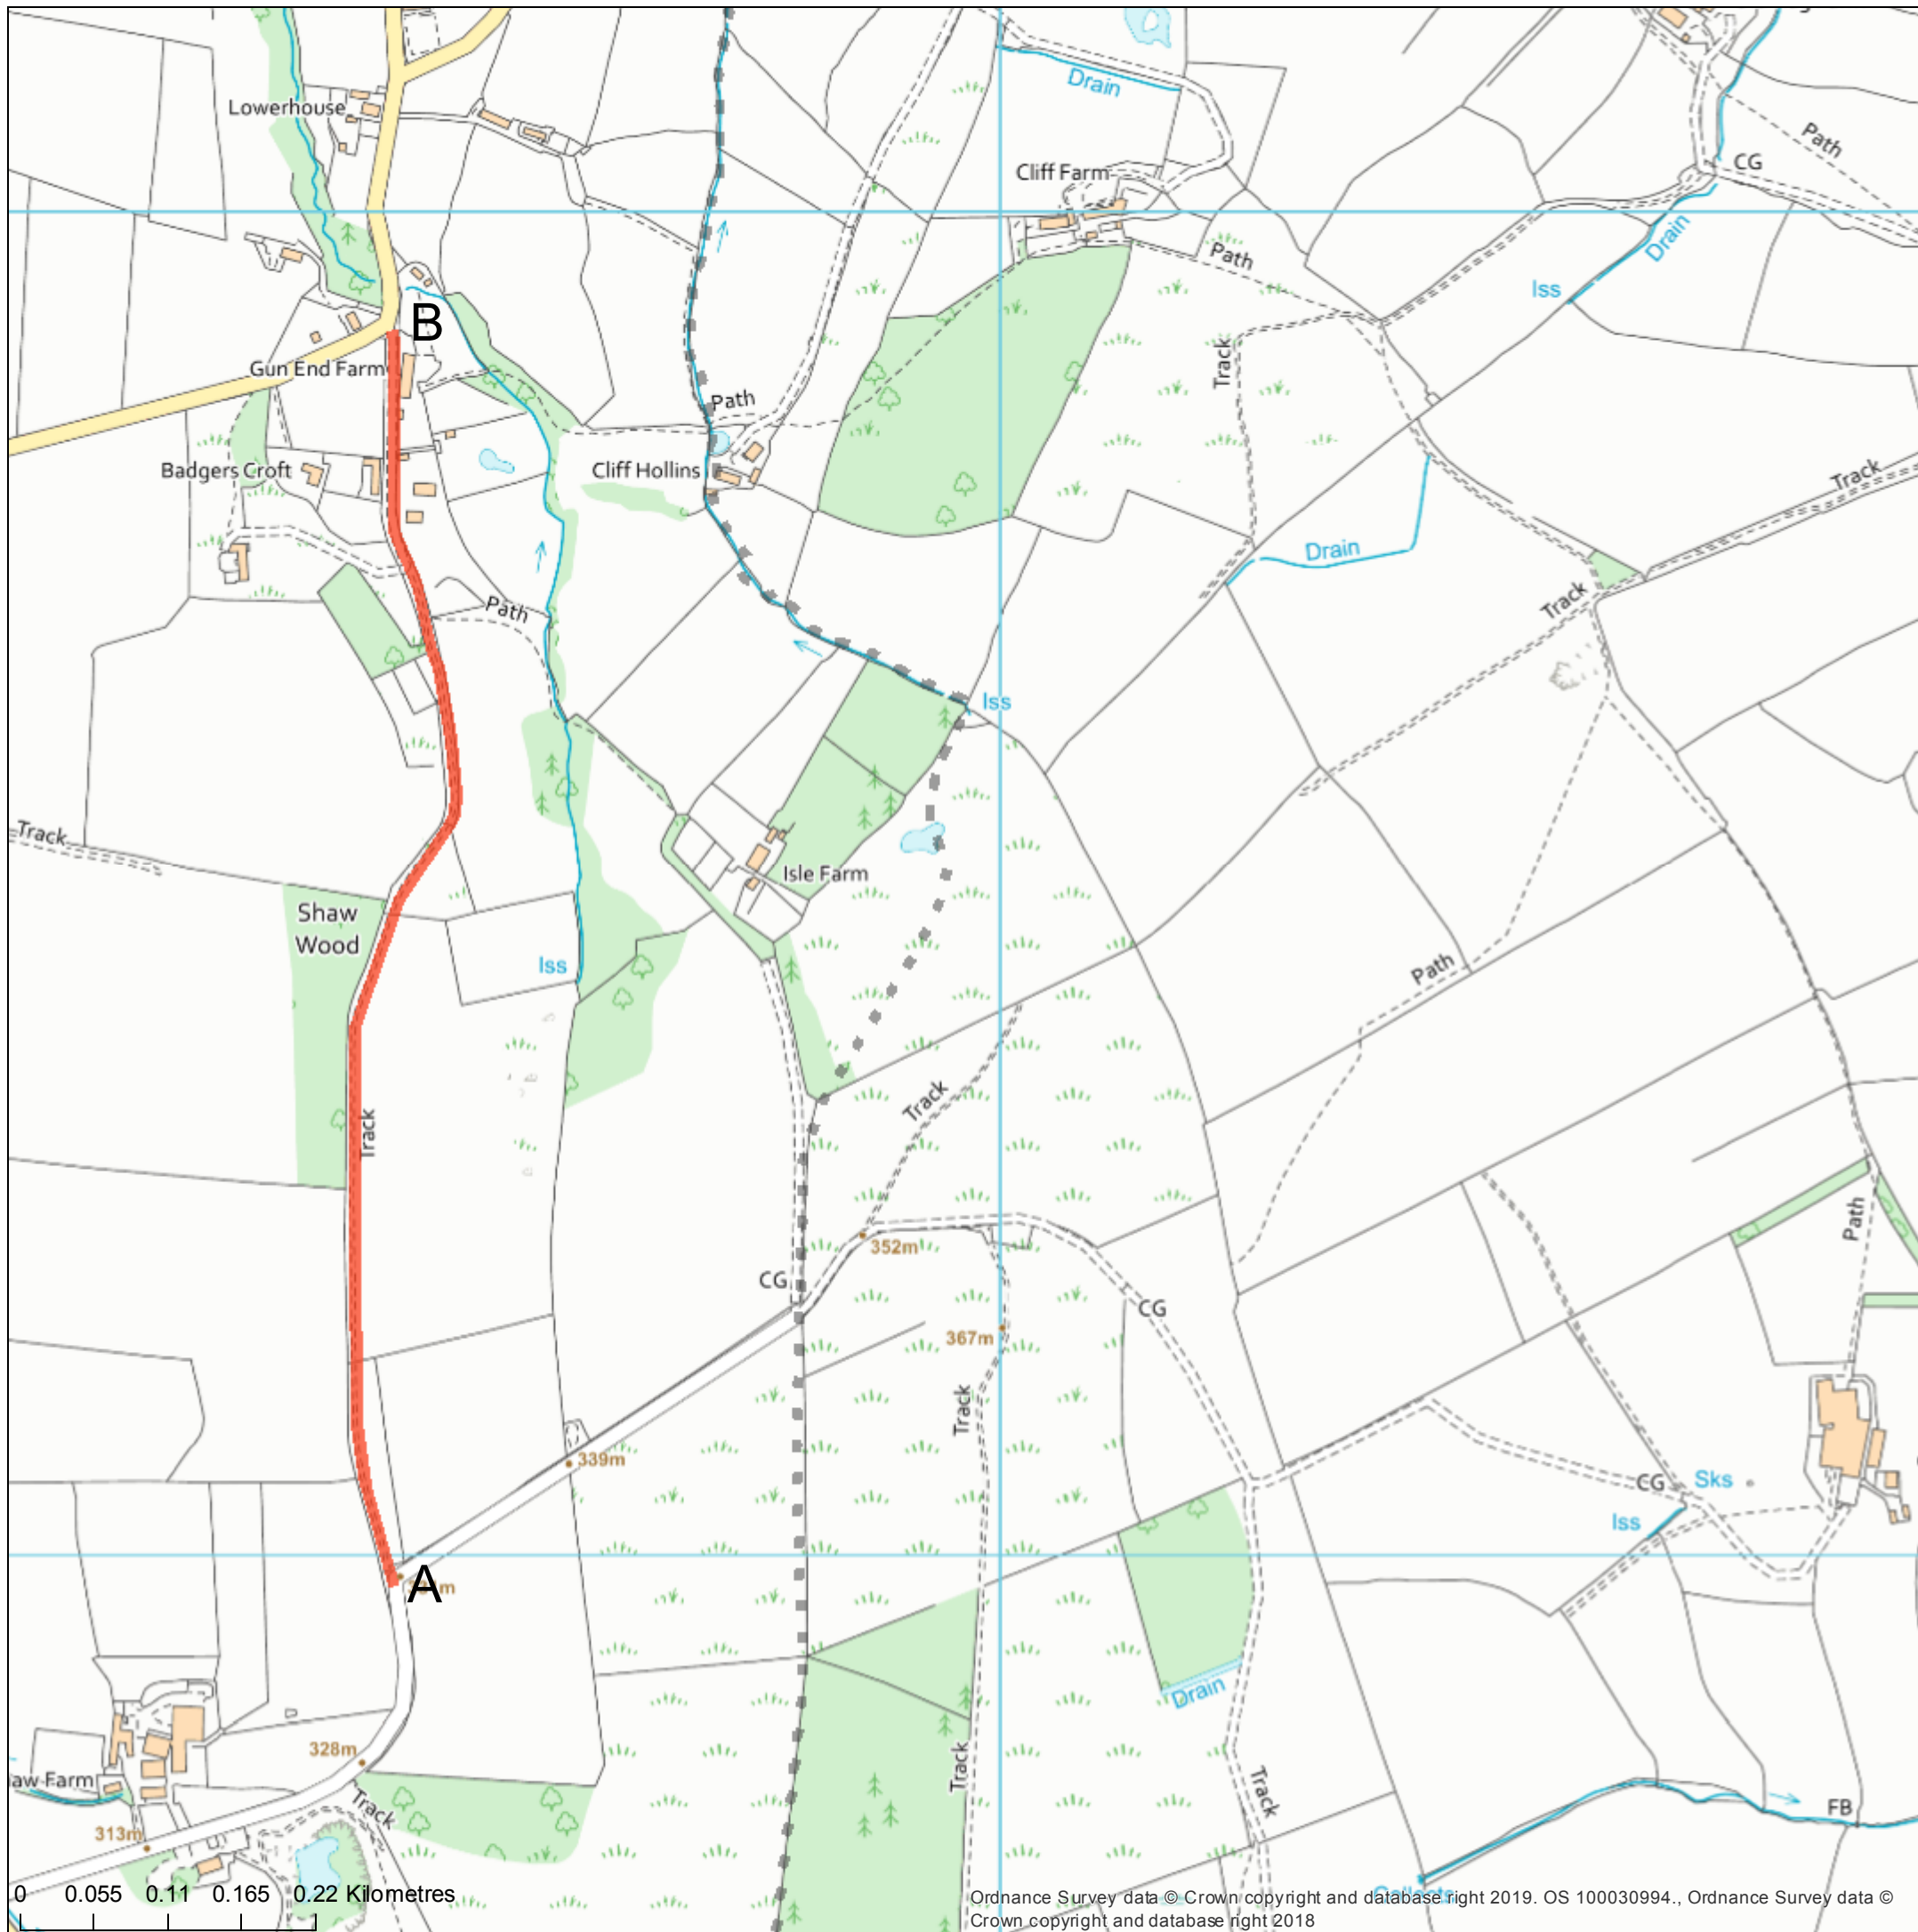 Drain
Lowerhouse
Path
CG
Cliff Farm
Path
Drain
Iss
B
Gun End Farm
Track
Path
Badgers Croft
Cliff Hollins
Track
Drain
Path
Track
Iss
Track
Isle Farm
Shaw
Wood
Iss
Path
Track
Track
Path
352m
CG
CG
367m
Track
339m
CG
Sks
Iss
A
Drain
328m
Track
Track
Track
aw Farm
FB
313m
0 0.055 0.11 0.165 0.22 Kilometres
Ordnance Survey data © Crown copyright and database right 2019. OS 100030994., Ordnance Survey data ©
Crown copyright and database right 2018